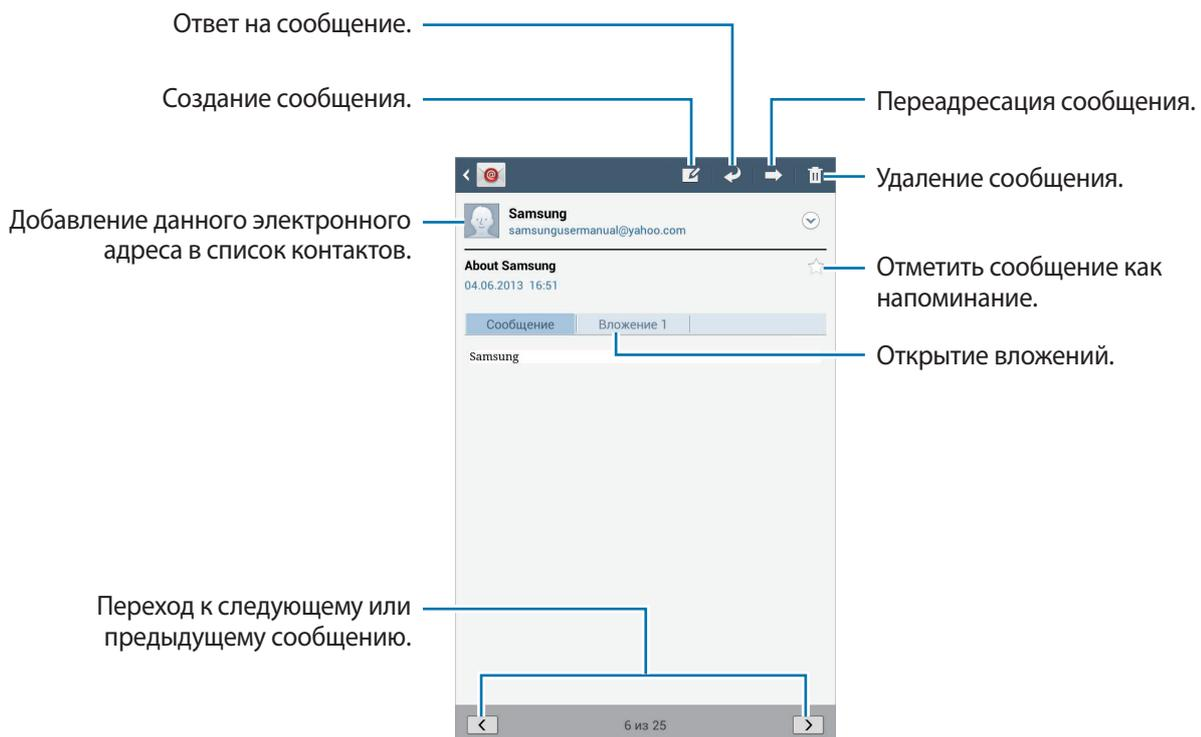 Ответ на сообщение.
Создание сообщения.
Переадресация сообщения.
Удаление сообщения.
Добавление данного электронного
адреса в список контактов.
Samsung
samsungusermanual@yahoo.com
About Samsung
04.06.2013 16:51
Отметить сообщение как
напоминание.
Сообщение
Вложение 1
Открытие вложений.
Samsung
Переход к следующему или
предыдущему сообщению.
6 из 25